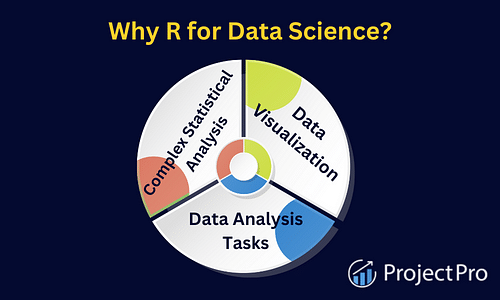 Why R for Data Science?
Complex Statistical
Analysis
Data
Visualization
Data Analysis
Tasks
ProjectPro